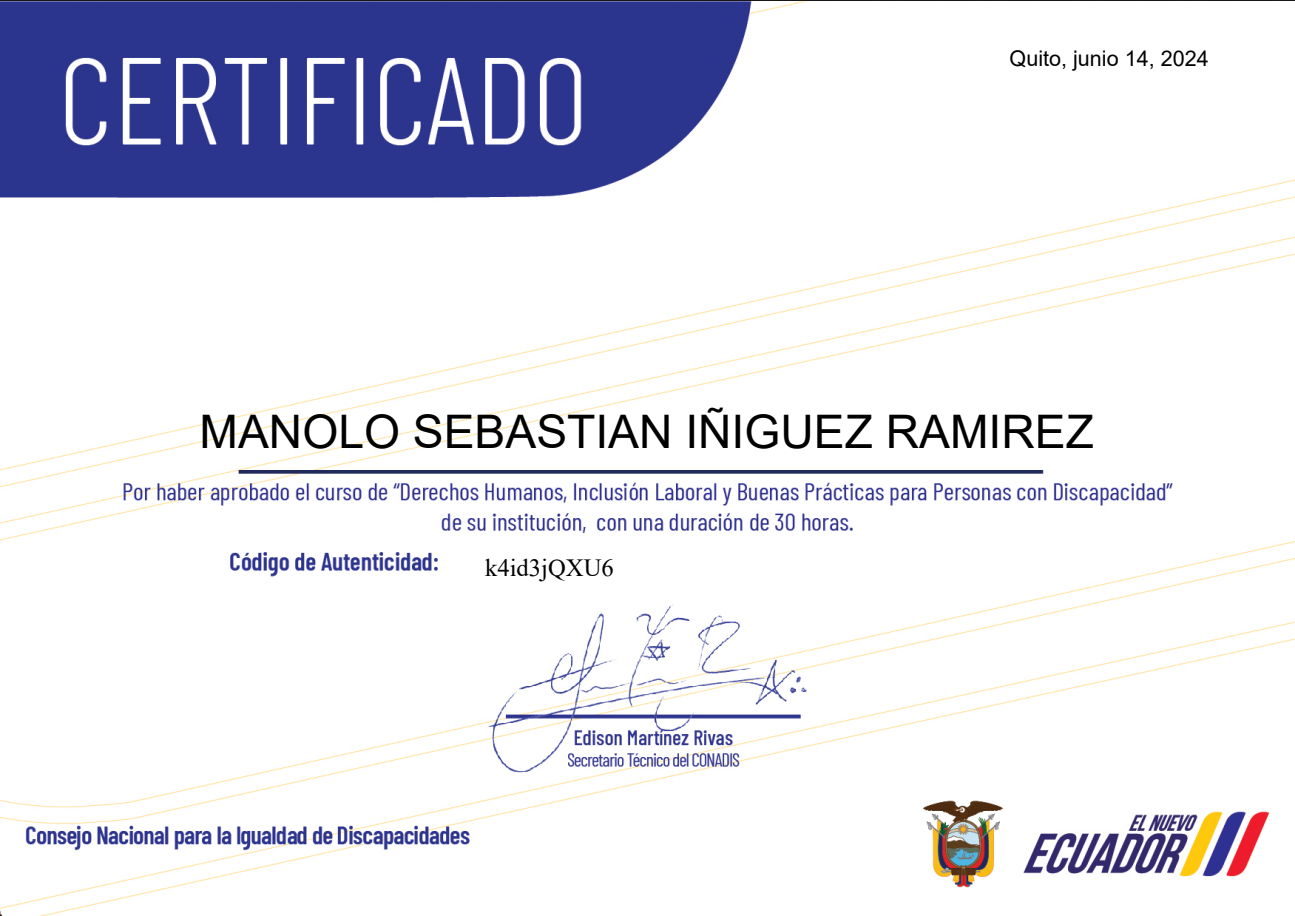 CERTIFICADO
Quito, junio 14, 2024
MANOLO SEBASTIAN IÑIGUEZ RAMIREZ
Por haber aprobado el curso de “Derechos Humanos, Inclusión Laboral y Buenas Prácticas para Personas con Discapacidad”
de su institución, con una duración de 30 horas.
Código de Autenticidad: k4id3jQXU6
Edison Martínez Rivas
Secretario Técnico del CONADIS
Consejo Nacional para la Igualdad de Discapacidades
EL NUEVO
ECUADOR